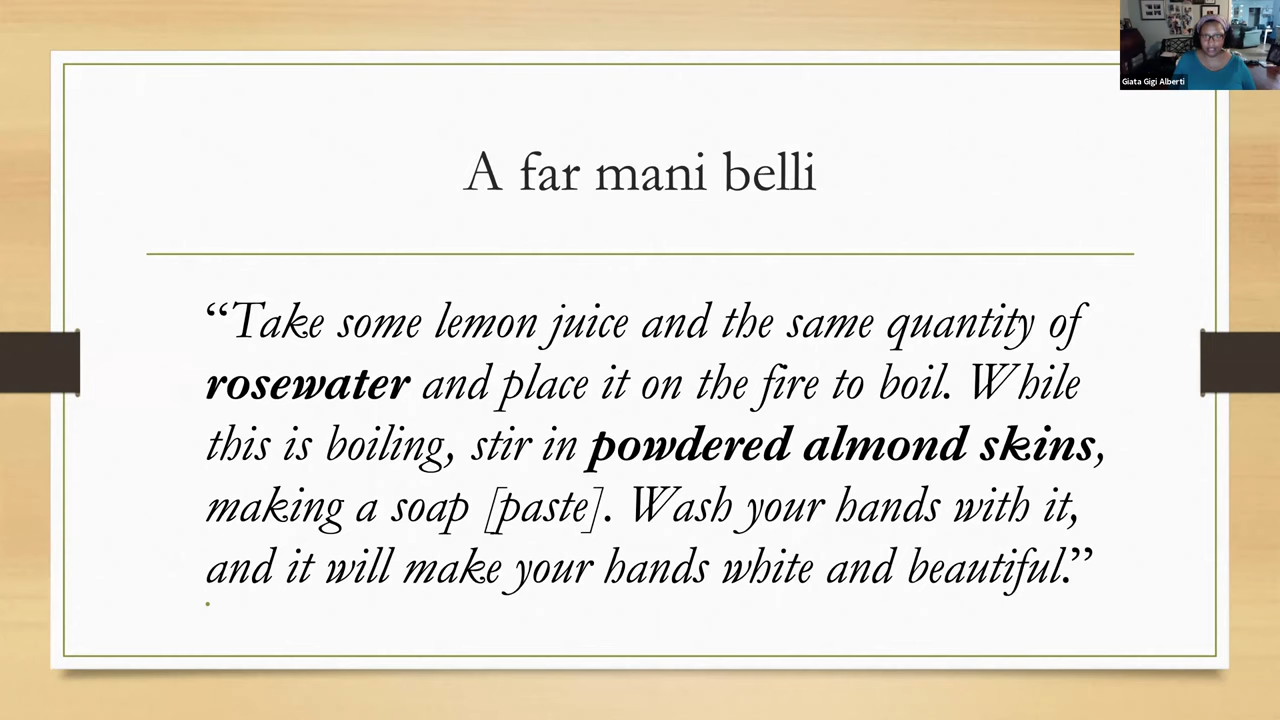 Giata Gigi Alberti
A far mani belli
“Take some lemon juice and the same quantity of
rosewater and place it on the fire to boil. While
this is boiling, stir in powdered almond skins,
making a soap [paste]. Wash your hands with it,
and it will make your hands white and beautiful.”